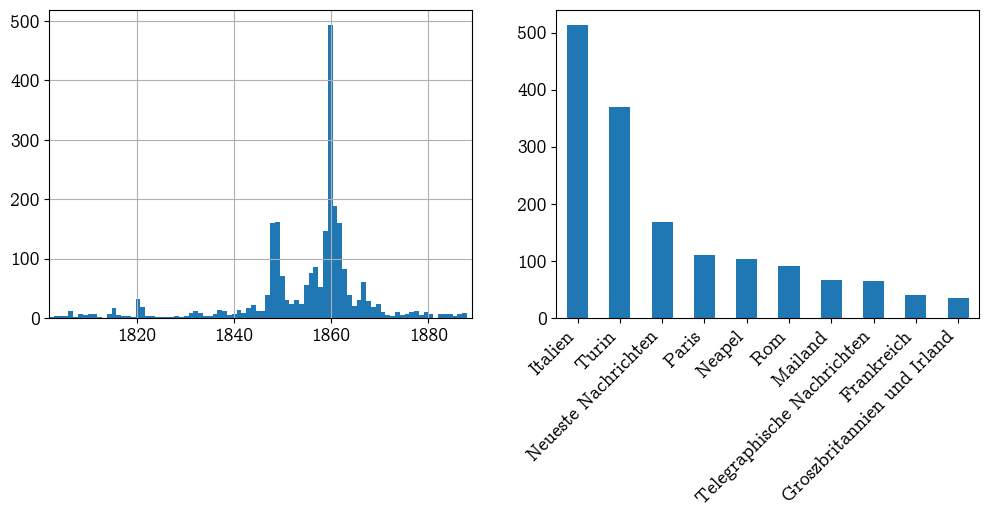 500
400
300
200
100
0
1820 1840 1860 1880
500
400
300
200
100
0
Italien
Turin
Neueste Nachrichten
Paris
Neapel
Rom
Mailand
Telegraphische Nachrichten
Frankreich
Groszbritannien und Irland